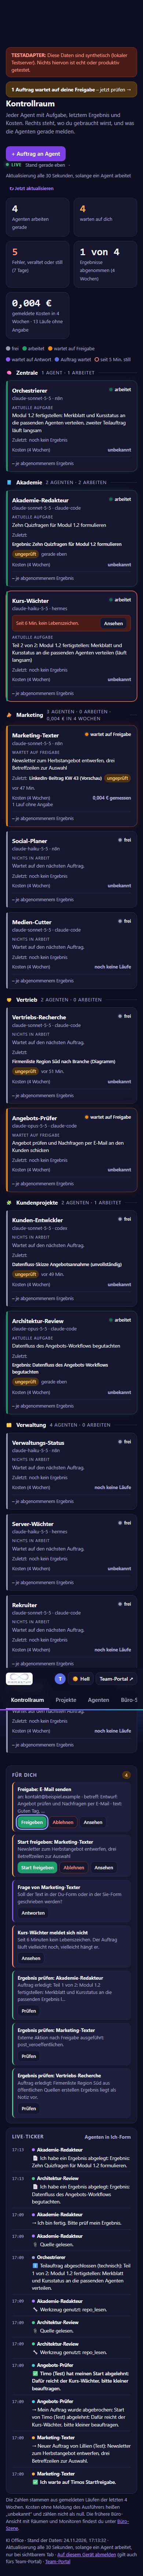 TESTADAPTER: Diese Daten sind synthetisch (lokaler
Testserver). Nichts hiervon ist echt oder produktiv
getestet.
1 Auftrag wartet auf deine Freigabe – jetzt prüfen →
Kontrollraum
Jeder Agent mit Aufgabe, letztem Ergebnis und
Kosten. Rechts steht, wo du gebraucht wirst, und was
die Agenten gerade melden.
+ Auftrag an Agent
LIVE Stand gerade eben
Aktualisierung alle 30 Sekunden, solange ein Agent arbeitet
↻ Jetzt aktualisieren
4
Agenten arbeiten
gerade
4
warten auf dich
5
Fehler, veraltet oder still
(7 Tage)
1 von 4
Ergebnisse
abgenommen (4
Wochen)
0,004 €
gemeldete Kosten in 4
Wochen · 13 Läufe ohne
Angabe
frei arbeitet wartet auf Freigabe
wartet auf Antwort Auftrag wartet seit 5 Min. still
Zentrale 1 AGENT · 1 ARBEITET
Orchestrierer arbeitet
claude-sonnet-5-5 · n8n
AKTUELLE AUFGABE
Modul 1.2 fertigstellen: Merkblatt und Kursstatus an
die passenden Agenten verteilen, zweiter Teilauftrag
läuft langsam
Zuletzt: noch kein Ergebnis
Kosten (4 Wochen) unbekannt
– je abgenommenem Ergebnis
Akademie 2 AGENTEN · 2 ARBEITEN
Akademie-Redakteur arbeitet
claude-sonnet-5-5 · claude-code
AKTUELLE AUFGABE
Zehn Quizfragen für Modul 1.2 formulieren
Zuletzt:
Ergebnis: Zehn Quizfragen für Modul 1.2 formulieren
ungeprüft gerade eben
Kosten (4 Wochen) unbekannt
– je abgenommenem Ergebnis
Kurs-Wächter arbeitet
claude-haiku-5-5 · hermes
Seit 6 Min. kein Lebenszeichen. Ansehen
AKTUELLE AUFGABE
Teil 2 von 2: Modul 1.2 fertigstellen: Merkblatt und
Kursstatus an die passenden Agenten verteilen (läuft
langsam)
Zuletzt: noch kein Ergebnis
Kosten (4 Wochen) unbekannt
– je abgenommenem Ergebnis
Marketing 3 AGENTEN · 0 ARBEITEN ·
0,004 € IN 4 WOCHEN
Marketing-Texter wartet auf Freigabe
claude-sonnet-5-5 · n8n
WARTET AUF FREIGABE
Newsletter zum Herbstangebot entwerfen, drei
Betreffzeilen zur Auswahl
Zuletzt: LinkedIn-Beitrag KW 43 (Vorschau) ungeprüft
vor 47 Min.
Kosten (4 Wochen) 0,004 € gemessen
1 Lauf ohne Angabe
– je abgenommenem Ergebnis
Social-Planer frei
claude-haiku-5-5 · n8n
NICHTS IN ARBEIT
Wartet auf den nächsten Auftrag.
Zuletzt: noch kein Ergebnis
Kosten (4 Wochen) unbekannt
– je abgenommenem Ergebnis
Medien-Cutter frei
claude-sonnet-5-5 · claude-code
NICHTS IN ARBEIT
Wartet auf den nächsten Auftrag.
Zuletzt: noch kein Ergebnis
Kosten (4 Wochen) noch keine Läufe
– je abgenommenem Ergebnis
Vertrieb 2 AGENTEN · 0 ARBEITEN
Vertriebs-Recherche frei
claude-sonnet-5-5 · claude-code
NICHTS IN ARBEIT
Wartet auf den nächsten Auftrag.
Zuletzt:
Firmenliste Region Süd nach Branche (Diagramm)
ungeprüft vor 51 Min.
Kosten (4 Wochen) unbekannt
– je abgenommenem Ergebnis
Angebots-Prüfer wartet auf Freigabe
claude-opus-5-5 · claude-code
WARTET AUF FREIGABE
Angebot prüfen und Nachfragen per E-Mail an den
Kunden schicken
Zuletzt: noch kein Ergebnis
Kosten (4 Wochen) unbekannt
– je abgenommenem Ergebnis
Kundenprojekte 2 AGENTEN · 1 ARBEITET
Kunden-Entwickler frei
claude-sonnet-5-5 · codex
NICHTS IN ARBEIT
Wartet auf den nächsten Auftrag.
Zuletzt:
Datenfluss-Skizze Angebotsannahme (unvollständig)
ungeprüft vor 49 Min.
Kosten (4 Wochen) unbekannt
– je abgenommenem Ergebnis
Architektur-Review arbeitet
claude-opus-5-5 · claude-code
AKTUELLE AUFGABE
Datenfluss des Angebots-Workflows begutachten
Zuletzt:
Ergebnis: Datenfluss des Angebots-Workflows
begutachten
ungeprüft gerade eben
Kosten (4 Wochen) unbekannt
– je abgenommenem Ergebnis
Verwaltung 4 AGENTEN · 0 ARBEITEN
Verwaltungs-Status frei
claude-haiku-5-5 · n8n
NICHTS IN ARBEIT
Wartet auf den nächsten Auftrag.
Zuletzt: noch kein Ergebnis
Kosten (4 Wochen) noch keine Läufe
– je abgenommenem Ergebnis
Server-Wächter frei
claude-haiku-5-5 · hermes
NICHTS IN ARBEIT
Wartet auf den nächsten Auftrag.
Zuletzt: noch kein Ergebnis
Kosten (4 Wochen) unbekannt
– je abgenommenem Ergebnis
Rekruiter frei
claude-sonnet-5-5 · claude-code
NICHTS IN ARBEIT
Wartet auf den nächsten Auftrag.
Zuletzt: noch kein Ergebnis
Kosten (4 Wochen) noch keine Läufe
– je abgenommenem Ergebnis
T Hell Team-Portal ↗
Kontrollraum Projekte Agenten Büro-S
Wartet auf den nächsten Auftrag.
Zuletzt: noch kein Ergebnis
Kosten (4 Wochen) noch keine Läufe
– je abgenommenem Ergebnis
FÜR DICH 4
Freigabe: E-Mail senden
an: kontakt@beispiel.example · betreff: Entwurf:
Angebot prüfen und Nachfragen per E-Mail · text:
Guten Tag, …
Freigeben Ablehnen Ansehen
Start freigeben: Marketing-Texter
Newsletter zum Herbstangebot entwerfen, drei
Betreffzeilen zur Auswahl
Start freigeben Ablehnen Ansehen
Frage von Marketing-Texter
Soll der Text in der Du-Form oder in der Sie-Form
geschrieben werden?
Antworten
Kurs-Wächter meldet sich nicht
Seit 6 Minuten kein Lebenszeichen. Der Auftrag
läuft vielleicht noch, vielleicht hängt er.
Ansehen
Ergebnis prüfen: Akademie-Redakteur
Auftrag erledigt: Teil 1 von 2: Modul 1.2
fertigstellen: Merkblatt und Kursstatus an die
passenden Ergebnis l…
Prüfen
Ergebnis prüfen: Marketing-Texter
Externe Aktion nach Freigabe ausgeführt:
post_veroeffentlichen.
Prüfen
Ergebnis prüfen: Vertriebs-Recherche
Auftrag erledigt: Firmenliste Region Süd aus
öffentlichen Quellen erstellen Ergebnis liegt als
Notiz vor.
Prüfen
LIVE-TICKER Agenten in Ich-Form
17:13 Akademie-Redakteur
Ich habe ein Ergebnis abgelegt: Ergebnis:
Zehn Quizfragen für Modul 1.2 formulieren.
17:13 Architektur-Review
Ich habe ein Ergebnis abgelegt: Ergebnis:
Datenfluss des Angebots-Workflows
begutachten.
17:09 Akademie-Redakteur
Ich bin fertig. Bitte prüf mein Ergebnis.
17:09 Akademie-Redakteur
Quelle gelesen.
17:09 Orchestrierer
Teilauftrag abgeschlossen (technisch): Teil
1 von 2: Modul 1.2 fertigstellen: Merkblatt und
Kursstatus an die passenden Agenten
verteilen.
17:09 Akademie-Redakteur
Werkzeug genutzt: repo_lesen.
17:09 Architektur-Review
Quelle gelesen.
17:09 Architektur-Review
Werkzeug genutzt: repo_lesen.
17:09 Angebots-Prüfer
Timo (Test) hat meinen Start abgelehnt:
Dafür reicht der Kurs-Wächter, bitte kleiner
beauftragen.
17:09 Angebots-Prüfer
Mein Auftrag wurde abgebrochen: Start
von Timo (Test) abgelehnt: Dafür reicht der
Kurs-Wächter, bitte kleiner beauftragen.
17:09 Marketing-Texter
Neuer Auftrag von Lillien (Test): Newsletter
zum Herbstangebot entwerfen, drei
Betreffzeilen zur Auswahl.
17:09 Marketing-Texter
Ich warte auf Timos Startfreigabe.
Die Zahlen stammen aus gemeldeten Läufen der letzten 4
Wochen. Kosten ohne Meldung des Ausführers heißen
„unbekannt“ und zählen nicht als 0. Die frühere Büro-
Ansicht mit Räumen und Monitoren findest du unter Büro-
Szene.
KI Office · Stand der Daten 24.11.2026, 17:13:02 ·
Aktualisierung alle 30 Sekunden, solange ein Agent arbeitet,
nur bei sichtbarem Tab · Auf diesem Gerät abmelden (gilt auch
fürs Team-Portal) · Team-Portal